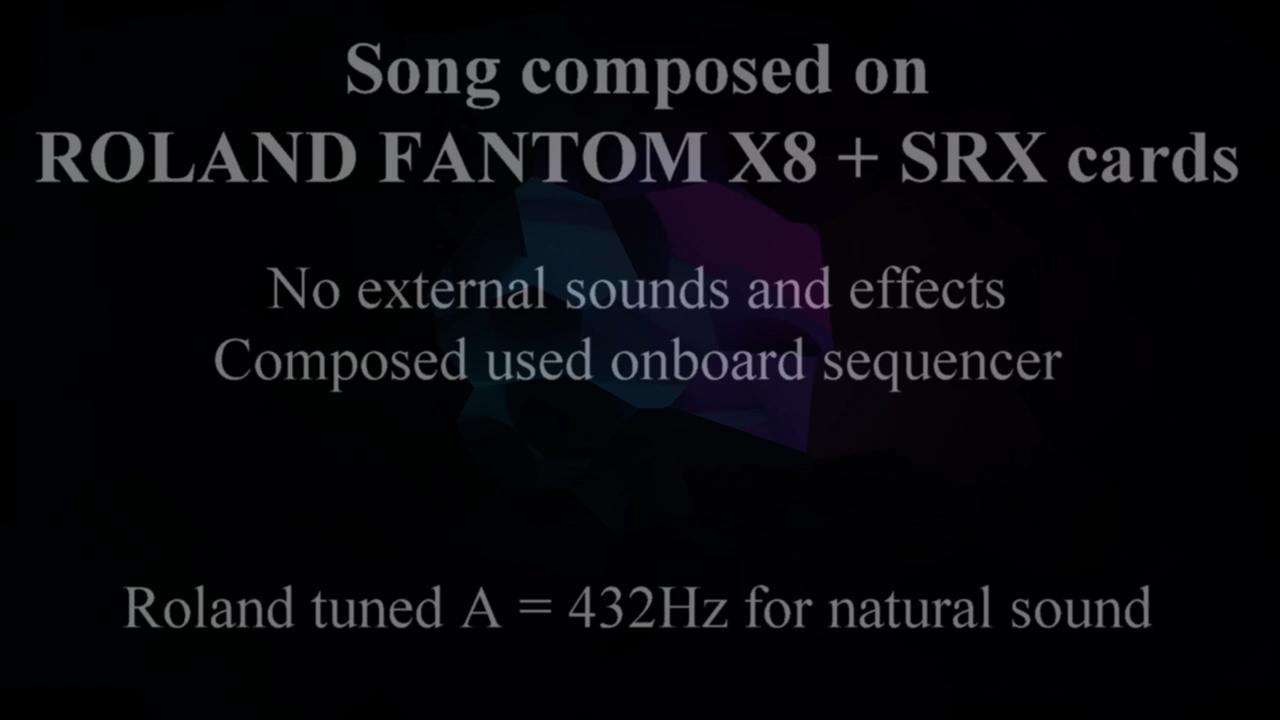 Song composed on
ROLAND FANTOM X8 + SRX cards
No external sounds and effects
Composed used onboard sequencer
Roland tuned A = 432Hz for natural sound